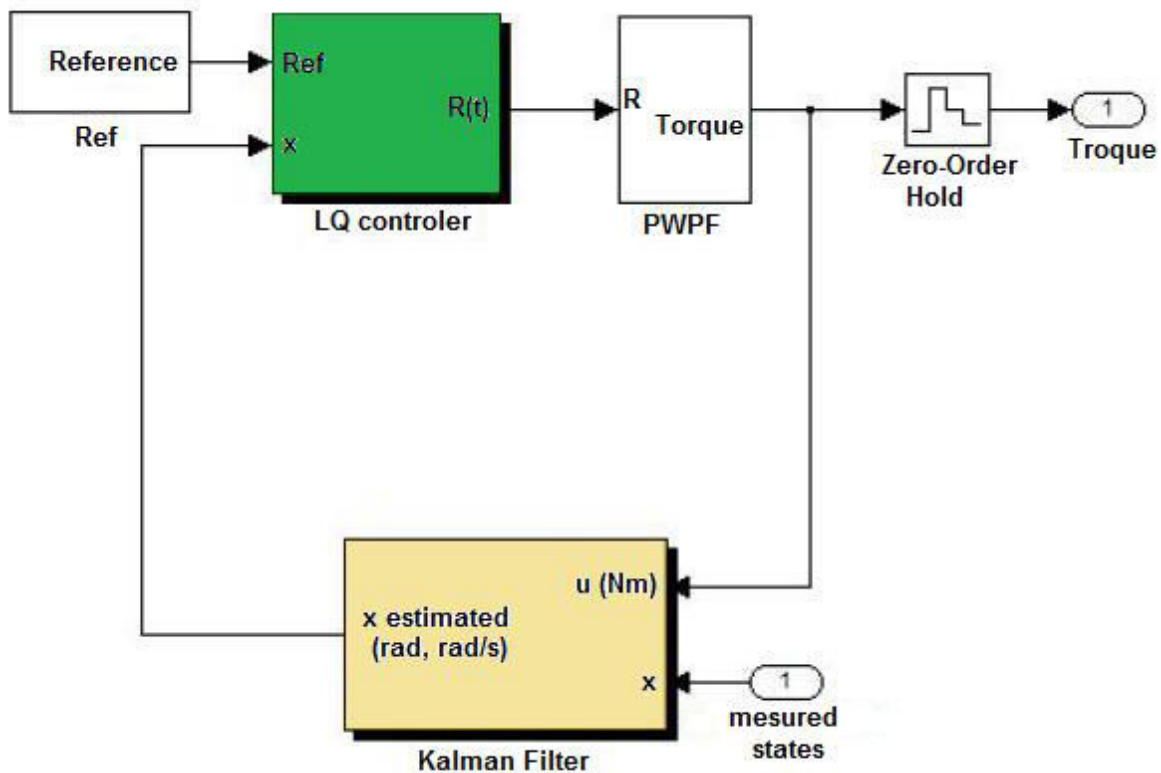 Reference
Ref
Ref
x
R(t)
LQ controler
R
Torque
PWPF
Zero-Order
Hold
1
Troque
x estimated
(rad, rad/s)
u (Nm)
x
Kalman Filter
1
mesured
states